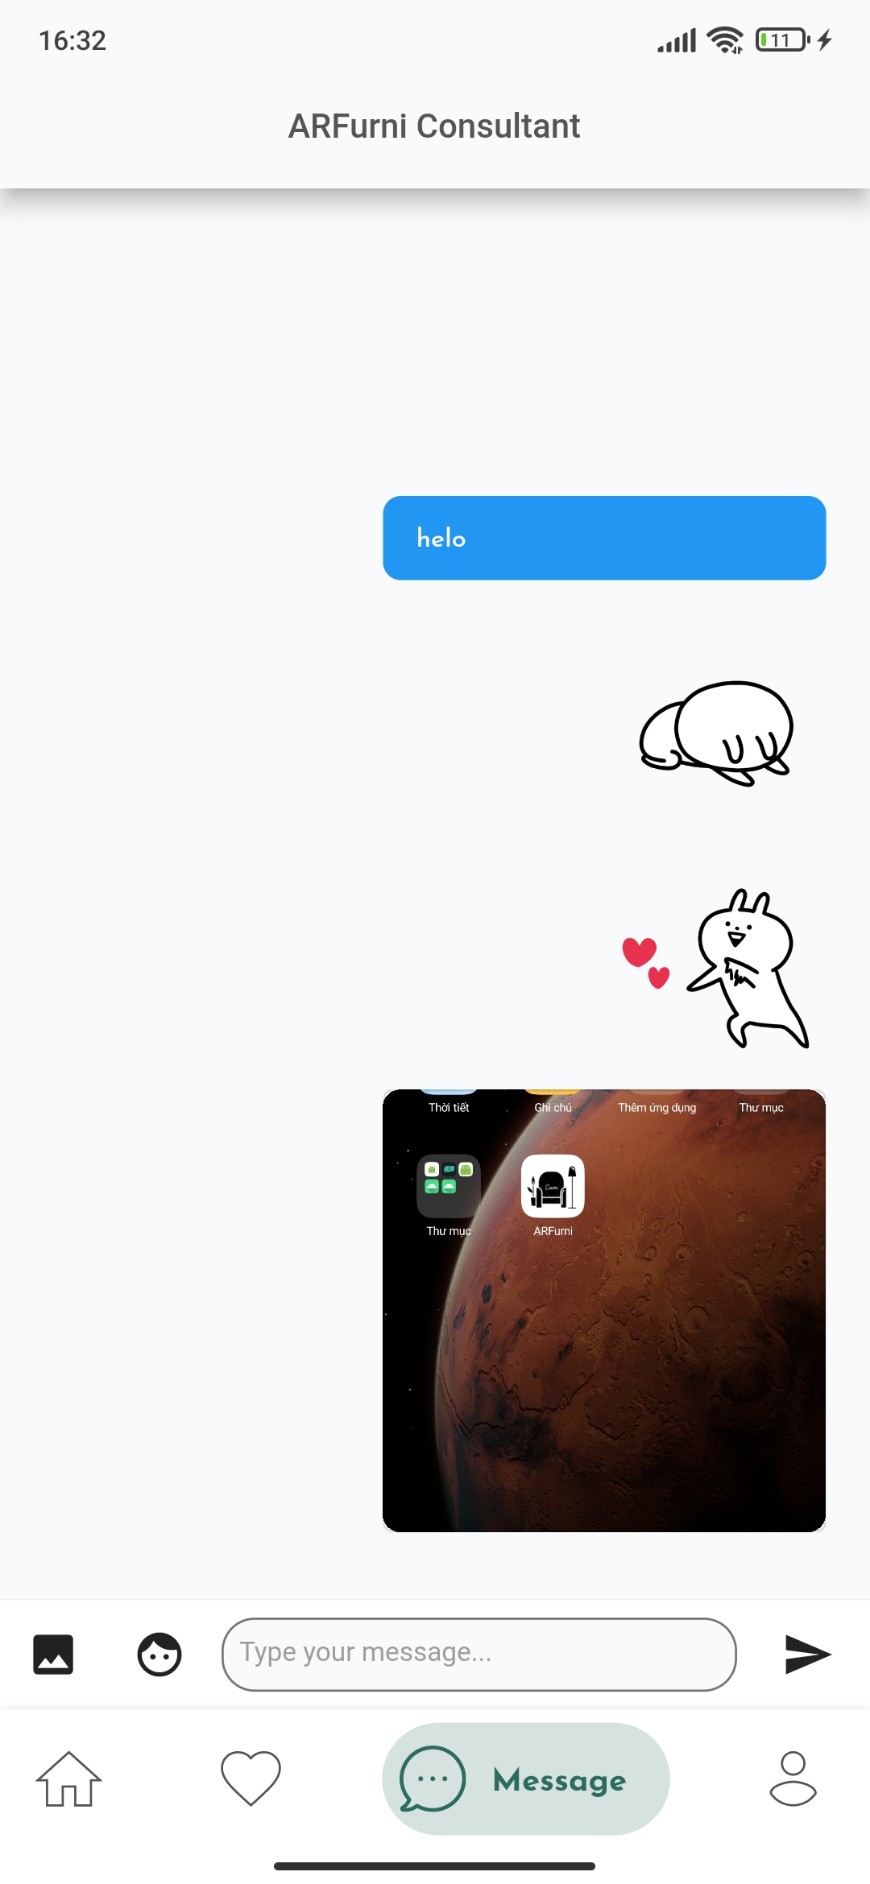 16:32
11
ARFurni Consultant
helo
Thời tiết
Ghi chú
Thêm ứng dụng
Thư mục
Thư mục
ARFurni
Type your message...
Message